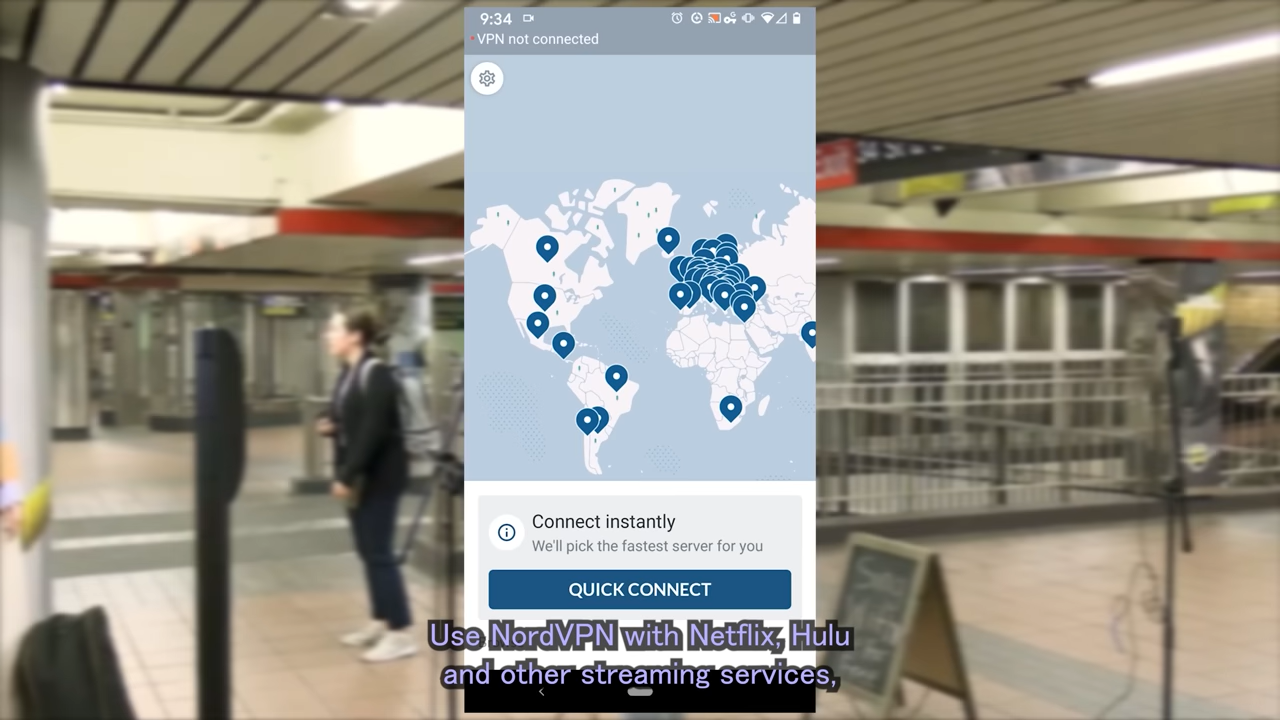 9:34
VPN not connected
Connect instantly
We'll pick the fastest server for you
QUICK CONNECT
Use NordVPN with Netflix, Hulu
and other streaming services,